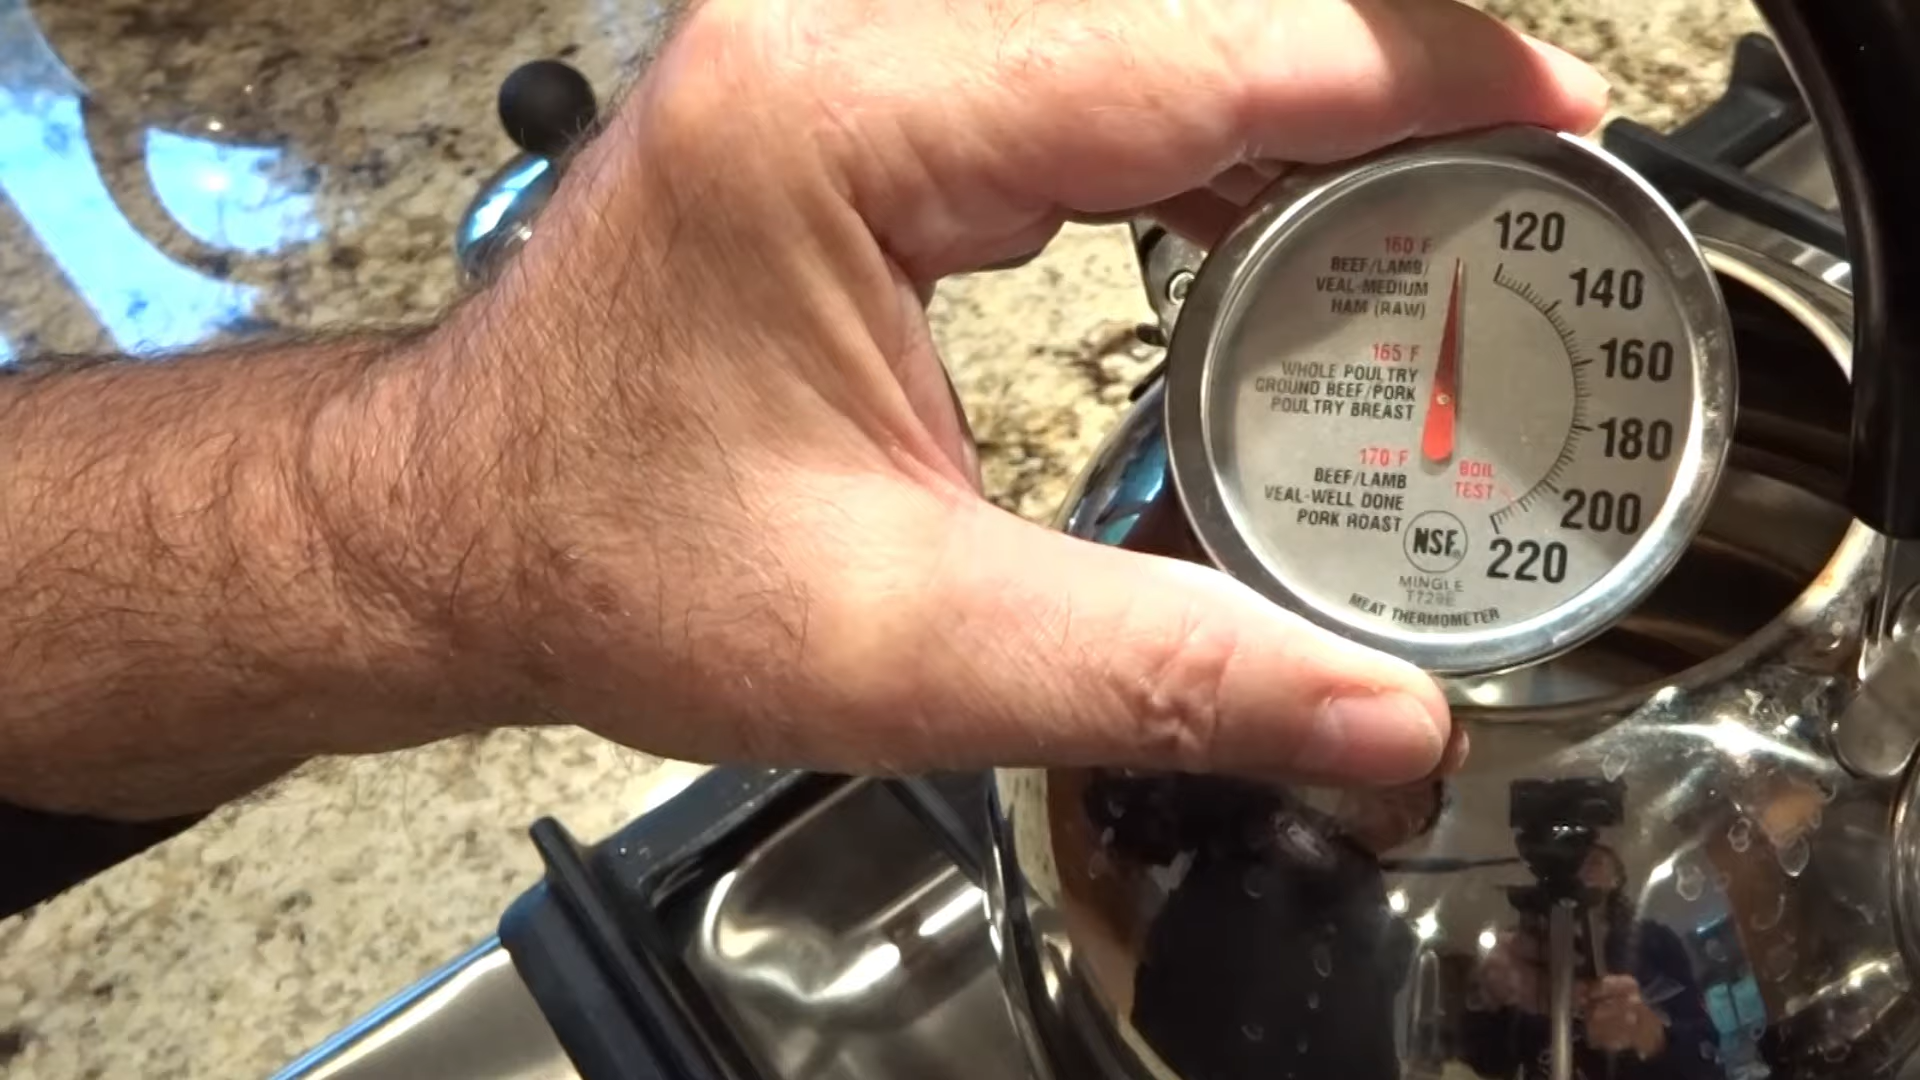 160 F
BEEF/LAMB/
VEAL-MEDIUM
HAM (RAW)
165 F
WHOLE POULTRY
GROUND BEEF/PORK
POULTRY BREAST
170 F
BEEF/LAMB
VEAL-WELL DONE
PORK ROAST
BOIL
TEST
120
140
160
180
200
220
NSF®
MINGLE
T729E
MEAT THERMOMETER